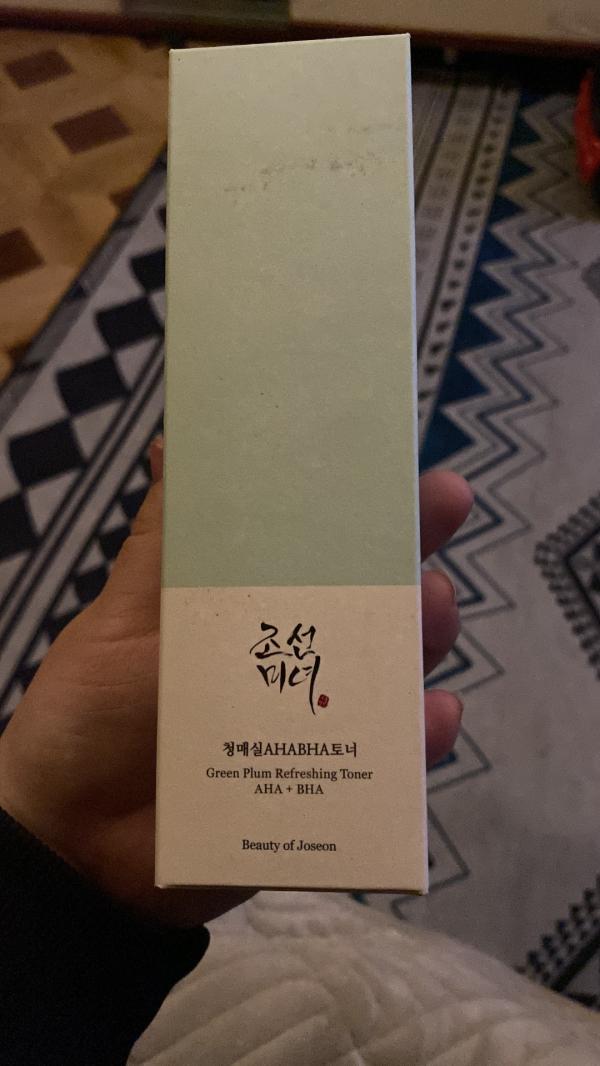 조선
미녀
청매실AHABHA토너
Green Plum Refreshing Toner
AHA + BHA
Beauty of Joseon